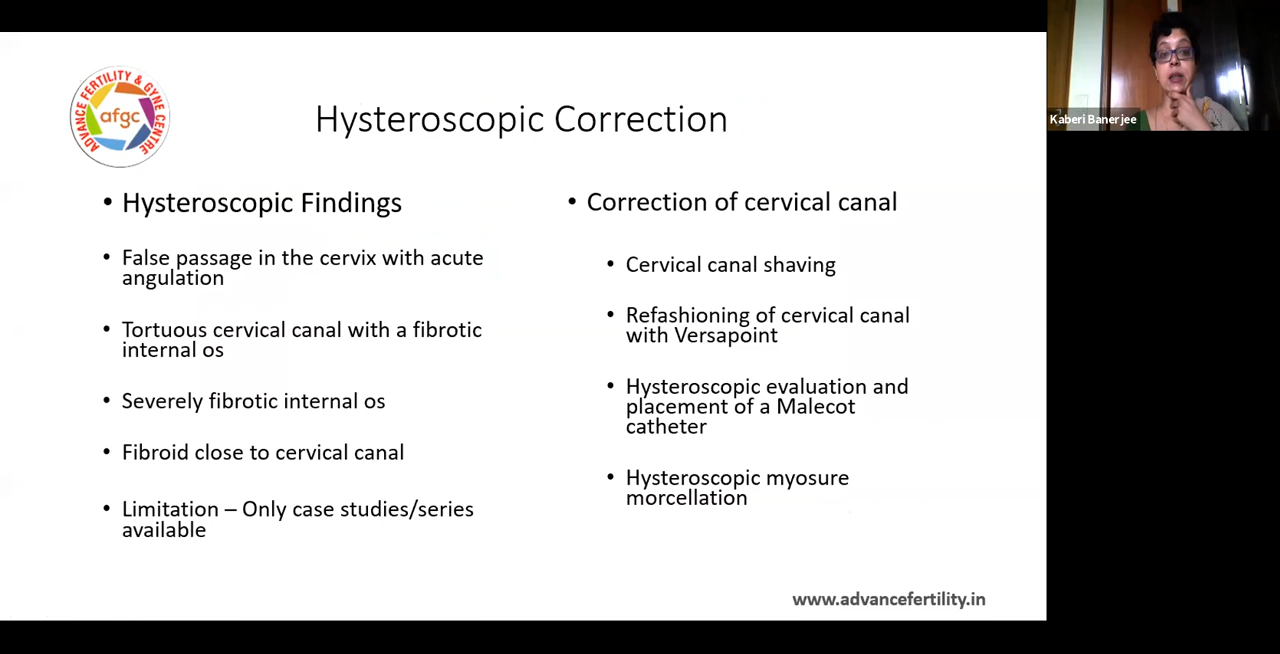 ADVANCE FERTILITY & GYNE CENTRE
afgc
Hysteroscopic Correction
• Hysteroscopic Findings
• False passage in the cervix with acute
angulation
• Tortuous cervical canal with a fibrotic
internal os
• Severely fibrotic internal os
• Fibroid close to cervical canal
• Limitation – Only case studies/series
available
• Correction of cervical canal
• Cervical canal shaving
• Refashioning of cervical canal
with Versapoint
• Hysteroscopic evaluation and
placement of a Malecot
catheter
• Hysteroscopic myosure
morcellation
www.advancefertility.in
Kaberi Banerjee